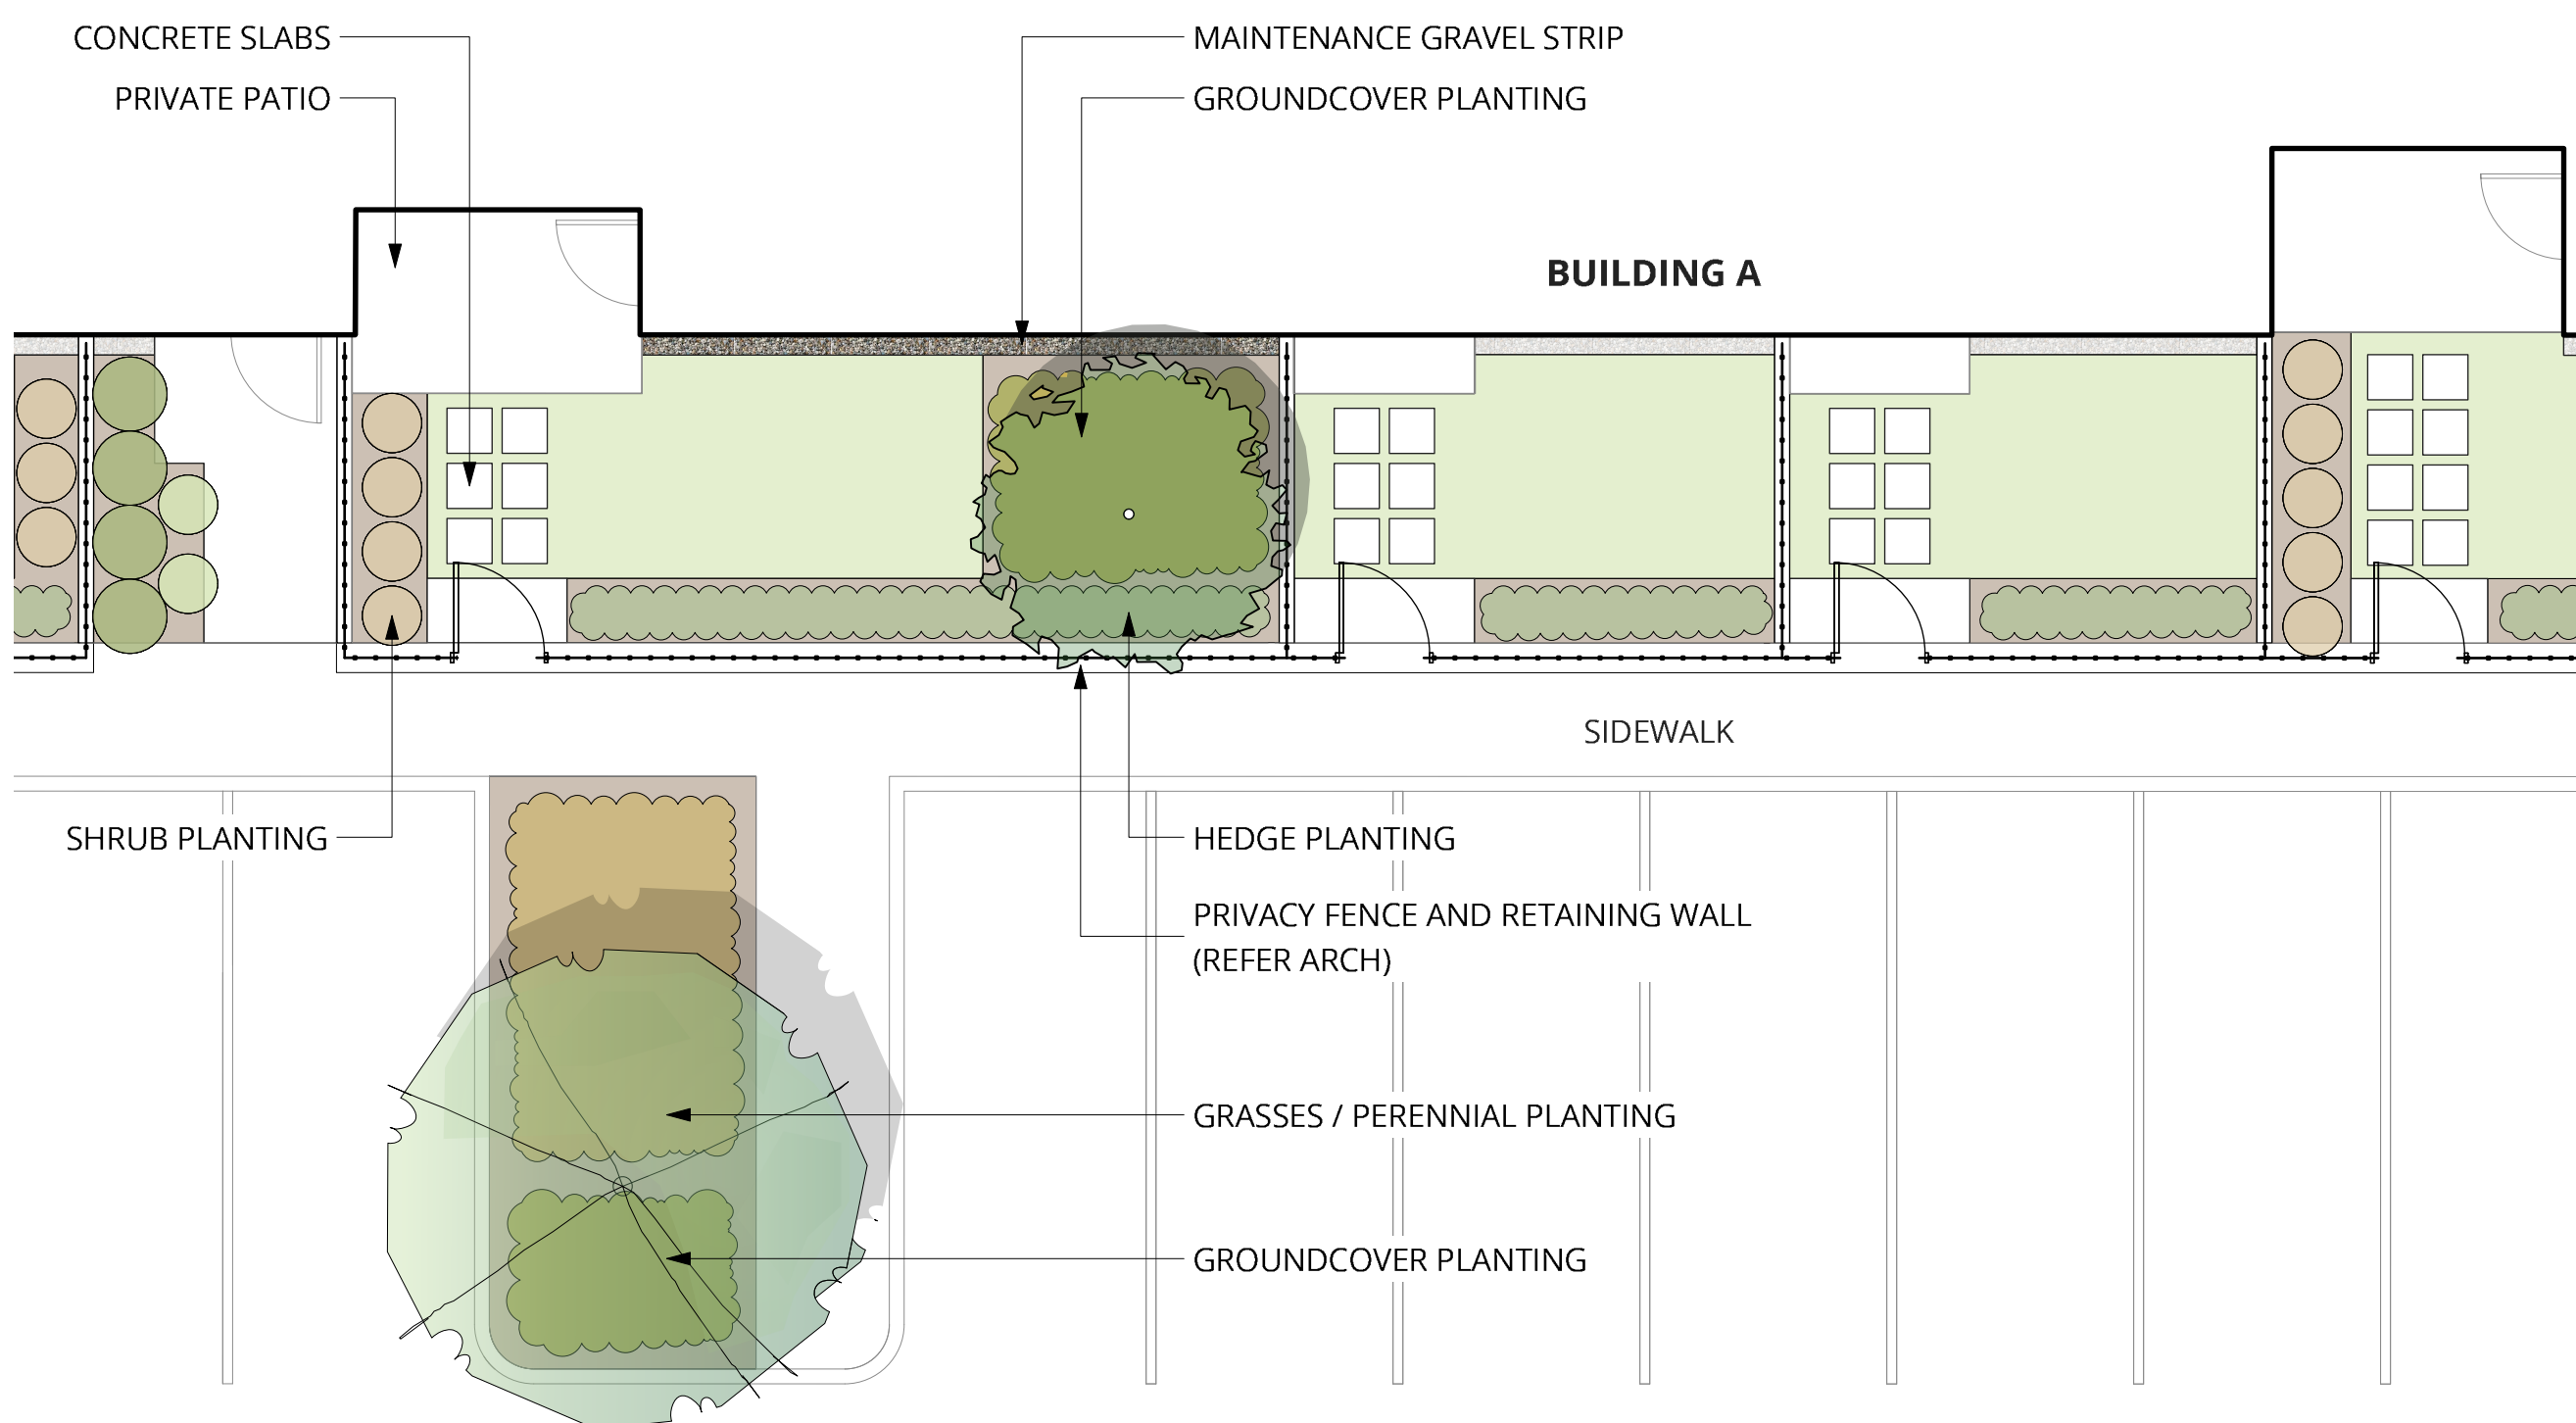 CONCRETE SLABS
MAINTENANCE GRAVEL STRIP
PRIVATE PATIO
GROUNDCOVER PLANTING
BUILDING A
SIDEWALK
SHRUB PLANTING
HEDGE PLANTING
PRIVACY FENCE AND RETAINING WALL
(REFER ARCH)
GRASSES / PERENNIAL PLANTING
GROUNDCOVER PLANTING